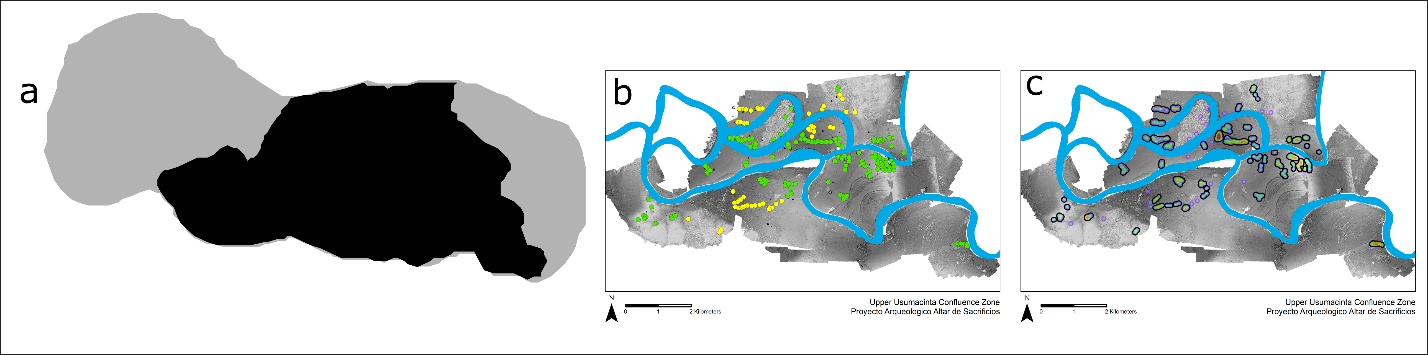 a
b
N
0 1 2 Kilometers
Upper Usumacinta Confluence Zone
Proyecto Arqueologico Altar de Sacrificios
c
N
0 1 2 Kilometers
Upper Usumacinta Confluence Zone
Proyecto Arqueologico Altar de Sacrificios